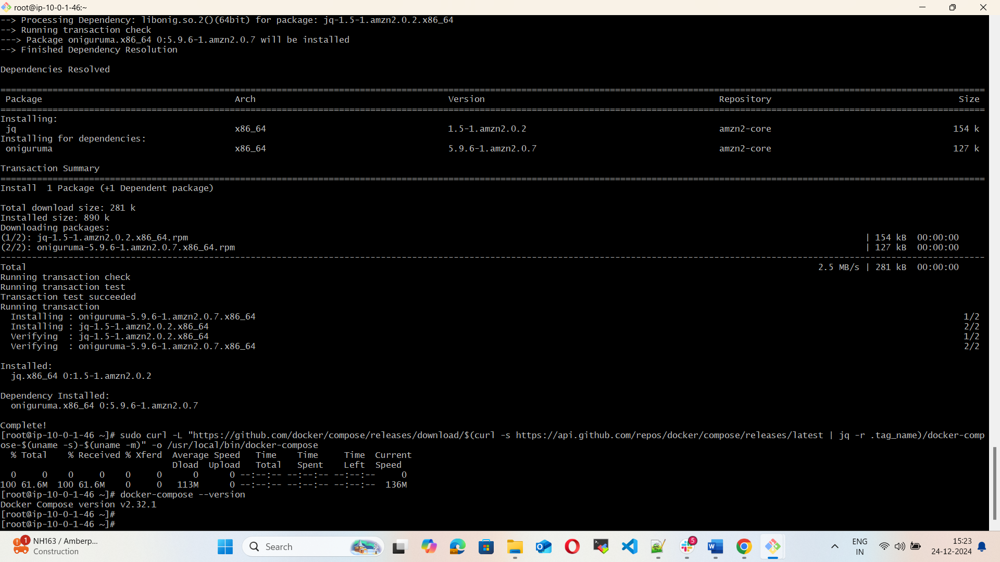 root@ip-10-0-1-46:~
--> Processing Dependency: libonig.so.2()(64bit) for package: jq-1.5-1.amzn2.0.2.x86_64
--> Running transaction check
---> Package oniguruma.x86_64 0:5.9.6-1.amzn2.0.7 will be installed
--> Finished Dependency Resolution
Dependencies Resolved
Package Arch Version Repository Size
Installing:
jq x86_64 1.5-1.amzn2.0.2 amzn2-core 154 k
Installing for dependencies:
oniguruma x86_64 5.9.6-1.amzn2.0.7 amzn2-core 127 k
Transaction Summary
Install  1 Package (+1 Dependent package)
Total download size: 281 k
Installed size: 890 k
Downloading packages:
(1/2): jq-1.5-1.amzn2.0.2.x86_64.rpm | 154 kB  00:00:00
(2/2): oniguruma-5.9.6-1.amzn2.0.7.x86_64.rpm | 127 kB  00:00:00
Total 2.5 MB/s | 281 kB  00:00:00
Running transaction check
Running transaction test
Transaction test succeeded
Running transaction
Installing : oniguruma-5.9.6-1.amzn2.0.7.x86_64 1/2
Installing : jq-1.5-1.amzn2.0.2.x86_64 2/2
Verifying  : jq-1.5-1.amzn2.0.2.x86_64 1/2
Verifying  : oniguruma-5.9.6-1.amzn2.0.7.x86_64 2/2
Installed:
jq.x86_64 0:1.5-1.amzn2.0.2
Dependency Installed:
oniguruma.x86_64 0:5.9.6-1.amzn2.0.7
Complete!
[root@ip-10-0-1-46 ~]# sudo curl -L "https://github.com/docker/compose/releases/download/$(curl -s https://api.github.com/repos/docker/compose/releases/latest | jq -r .tag_name)/docker-comp
ose-$(uname -s)-$(uname -m)" -o /usr/local/bin/docker-compose
% Total    % Received % Xferd  Average Speed   Time    Time     Time  Current
Dload  Upload   Total   Spent    Left  Speed
0     0    0     0    0     0      0      0 --:--:-- --:--:-- --:--:--     0
100 61.6M  100 61.6M    0     0   113M      0 --:--:-- --:--:-- --:--:--  136M
[root@ip-10-0-1-46 ~]# docker-compose --version
Docker Compose version v2.32.1
[root@ip-10-0-1-46 ~]#
[root@ip-10-0-1-46 ~]#
1
NH163 / Amberp...
Construction
Search
5
ENG
IN
15:23
24-12-2024